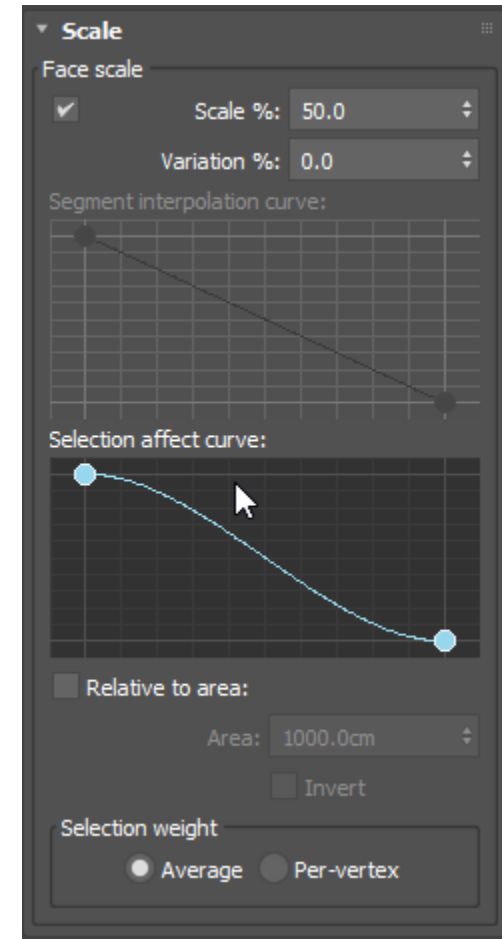 Scale
Face scale
Scale %: 50.0
Variation %: 0.0
Segment interpolation curve:
Selection affect curve:
Relative to area:
Area: 1000.0cm
Invert
Selection weight
Average Per-vertex